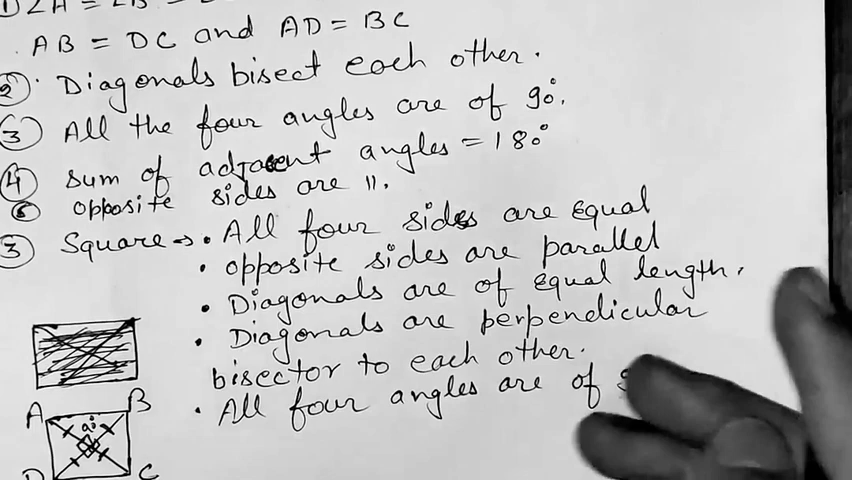 ① ∠A = ∠B =
AB = DC and AD = BC
② Diagonals bisect each other.
③ All the four angles are of 90°.
④ sum of adjacent angles = 180°
⑤ opposite sides are ||.
③ Square → • All four sides are equal
• opposite sides are parallel
• Diagonals are of equal length.
• Diagonals are perpendicular
bisector to each other.
• All four angles are of
A B
90°
D C